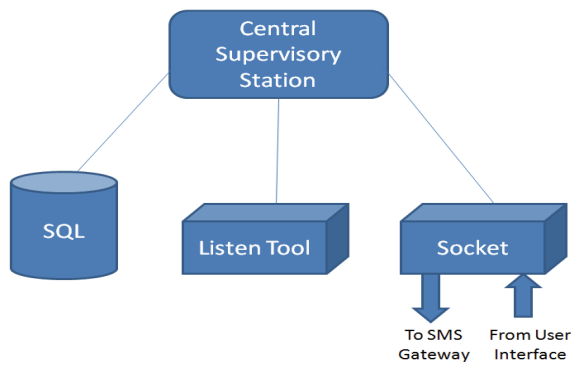 Central
Supervisory
Station
SQL
Listen Tool
Socket
To SMS
Gateway
From User
Interface